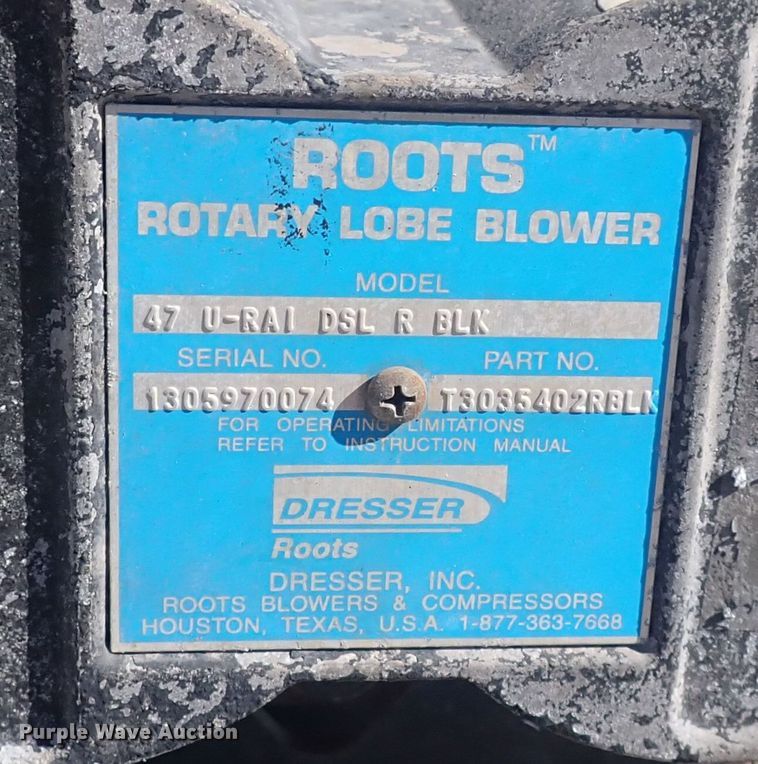 ROOTS™
ROTARY LOBE BLOWER
MODEL
47 U-RAI DSL R BLK
SERIAL NO. PART NO.
1305970074 T3035402RBLK
FOR OPERATING LIMITATIONS
REFER TO INSTRUCTION MANUAL
DRESSER
Roots
DRESSER, INC.
ROOTS BLOWERS & COMPRESSORS
HOUSTON, TEXAS, U.S.A. 1-877-363-7668
Purple Wave Auction